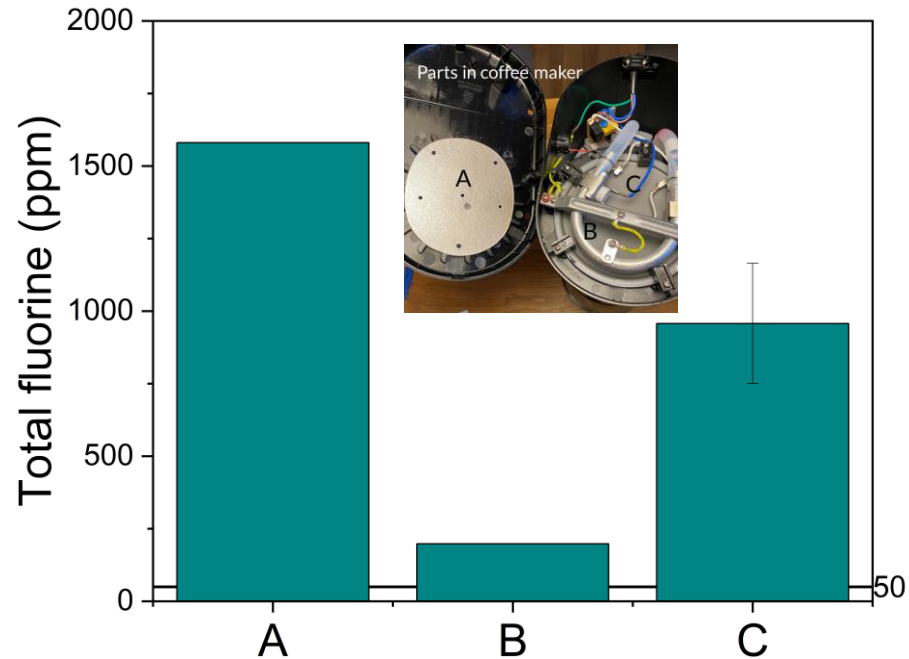 Total fluorine (ppm)
2000
1500
1000
500
0
50
Parts in coffee maker
A
C
B
A
B
C